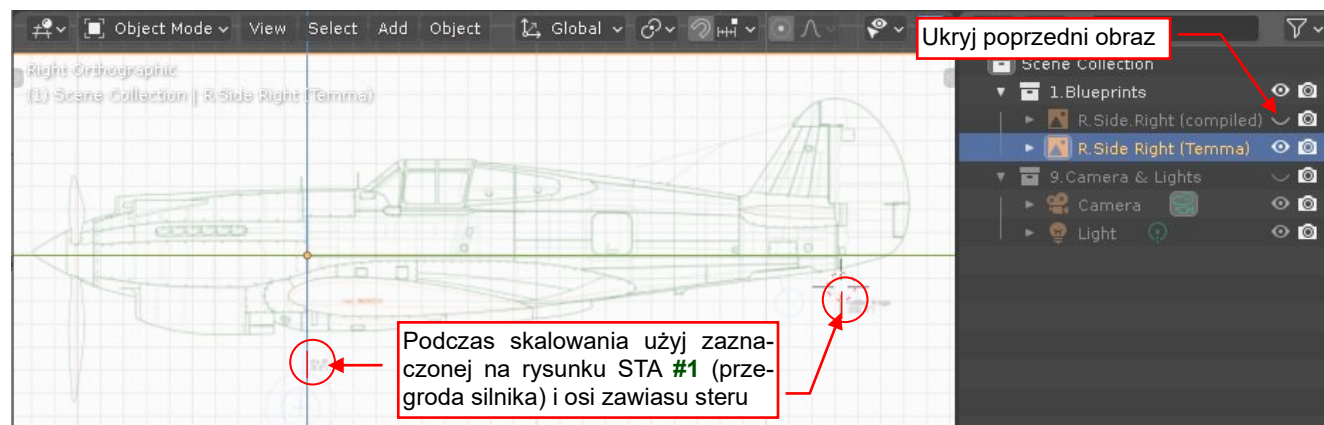 Object Mode View Select Add Object Global
Ukryj poprzedni obraz
Right Orthographic
(1) Scene Collection | R.Side Right (Temma)
Scene Collection
1.Blueprints
R.Side.Right (compiled)
R.Side Right (Temma)
9.Camera & Lights
Camera
Light
Podczas skalowania użyj zazna-
czonej na rysunku STA #1 (prze-
groda silnika) i osi zawiasu steru